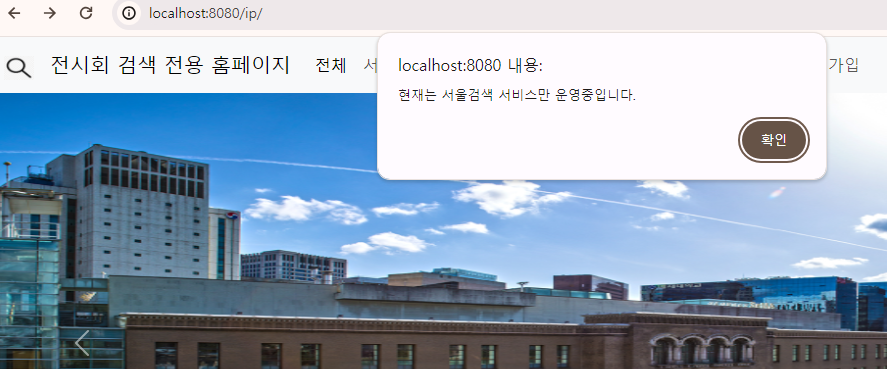 localhost:8080/ip/
전시회 검색 전용 홈페이지 전체 서 가입
localhost:8080 내용:
현재는 서울검색 서비스만 운영중입니다.
확인